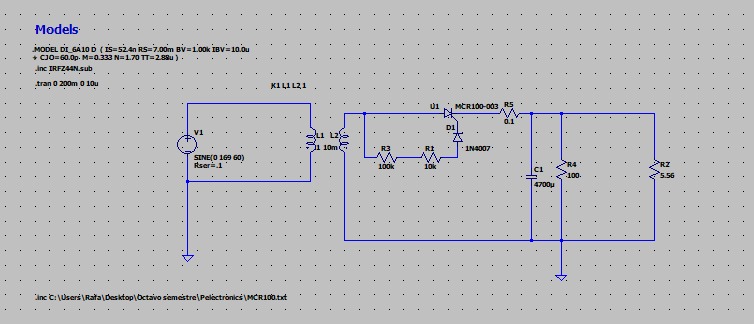 Models
.MODEL DI_6A10 D ( IS=52.4n RS=7.00m BV=1.00k IBV=10.0u
+ CJO=60.0p M=0.333 N=1.70 TT=2.88u )
.inc IRFZ44N.sub
.tran 0 200m 0 10u
K1 L1 L2 1
U1 MCR100-003 R5
0.1
D1
1N4007
V1
L1 L2
1 10m
SINE(0 169 60)
Rser=.1
R3 R1
100k 10k
C1
4700µ
R4
100
R2
5.56
.inc C:\Users\Rafa\Desktop\Octavo semestre\Pelectronics\MCR100.txt